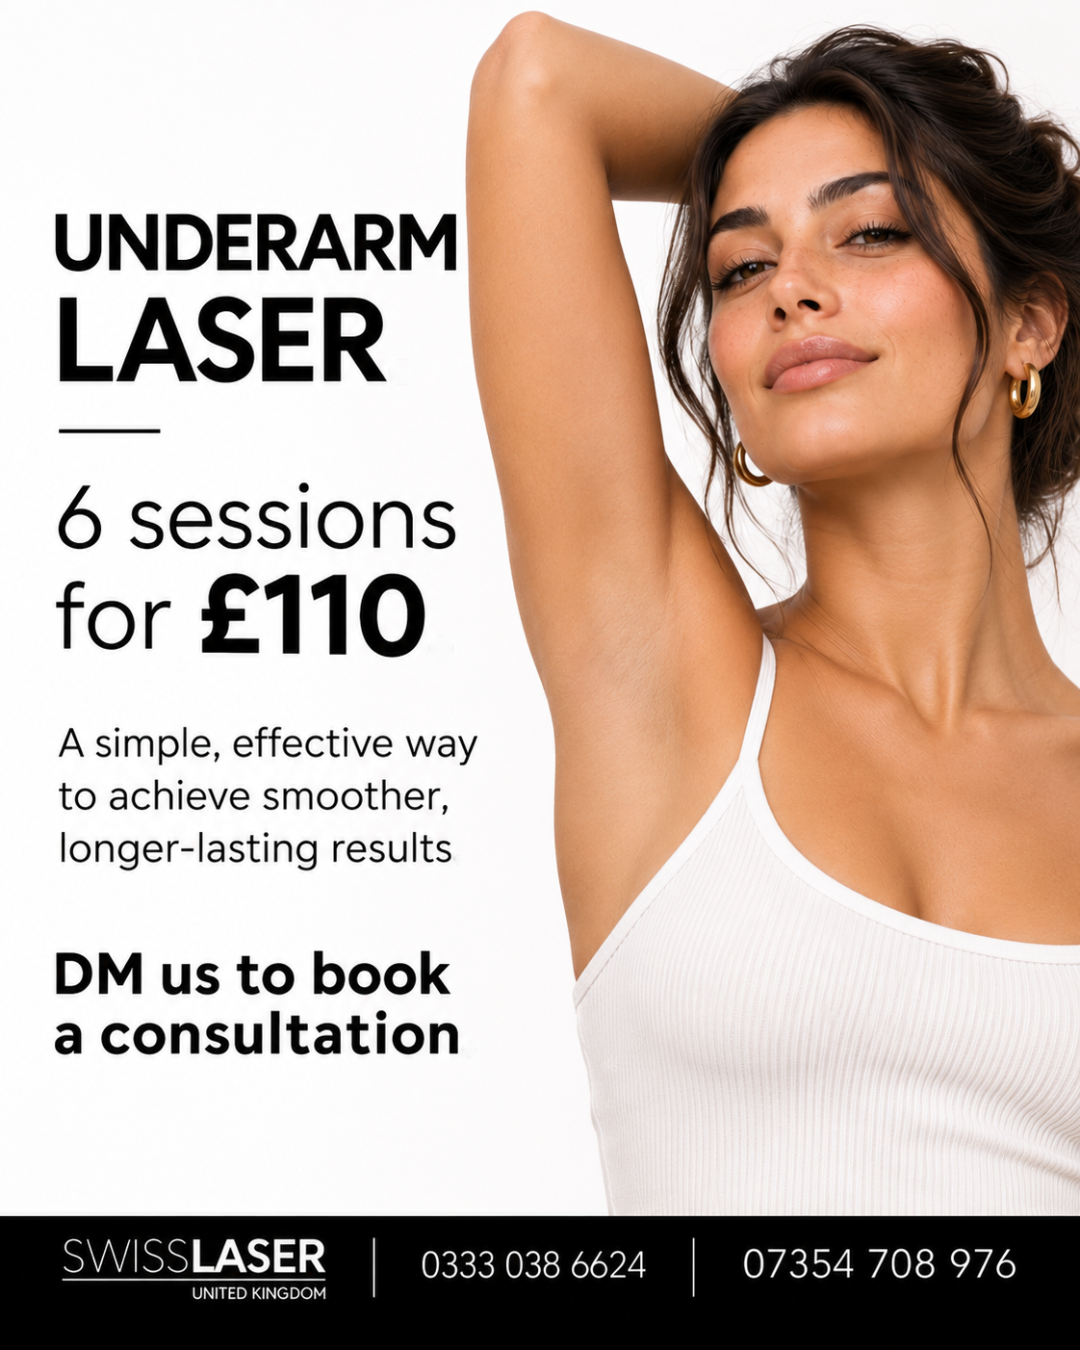 UNDERARM
LASER
6 sessions
for £110
A simple, effective way
to achieve smoother,
longer-lasting results
DM us to book
a consultation
SWISSLASER
UNITED KINGDOM
0333 038 6624
07354 708 976